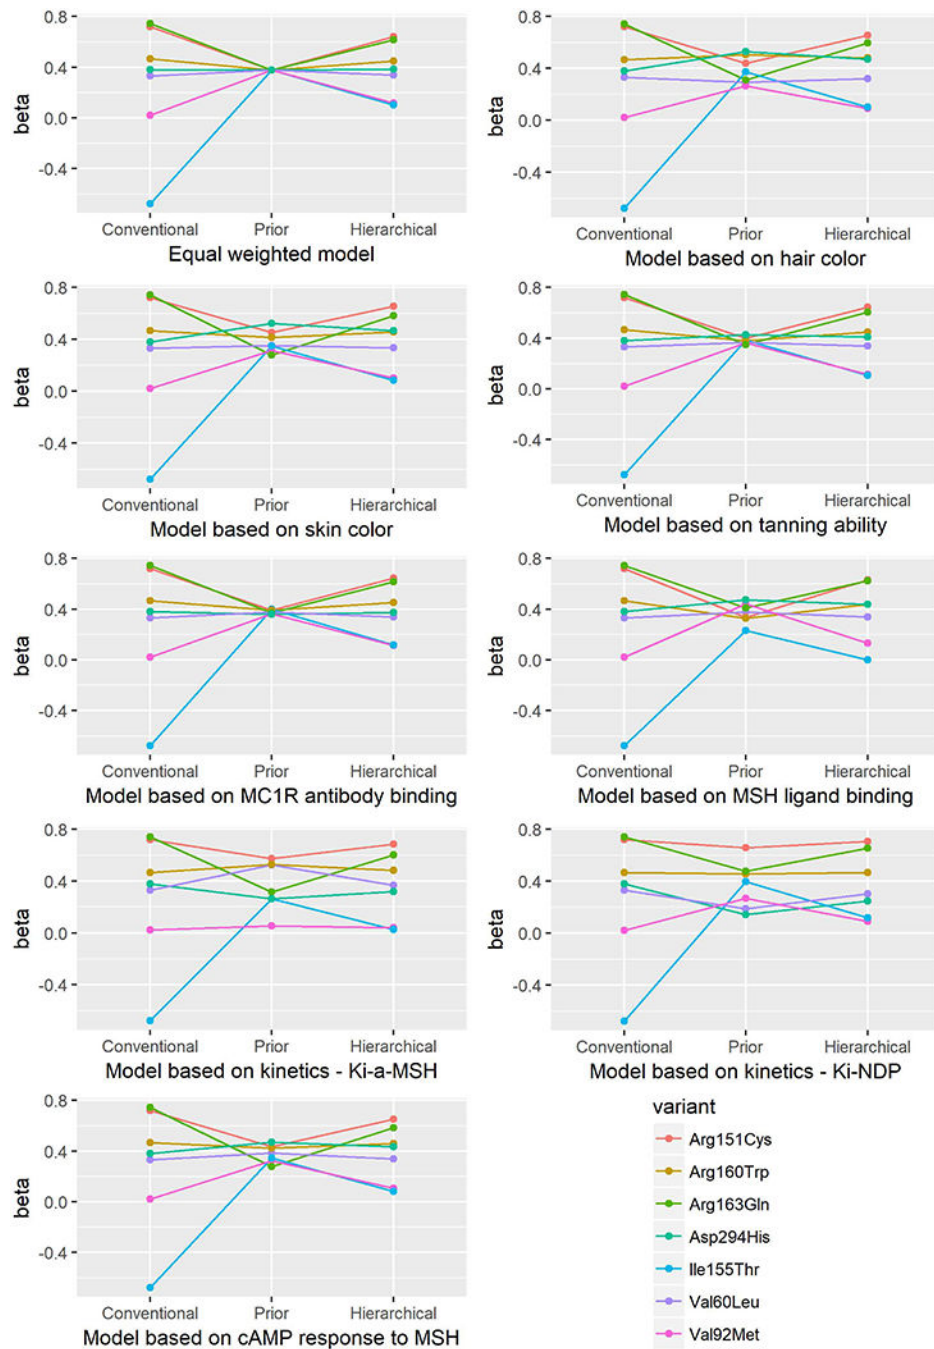 0.8
0.4
0.0
-0.4
beta
Conventional Prior Hierarchical
Equal weighted model
0.8
0.4
0.0
-0.4
beta
Conventional Prior Hierarchical
Model based on hair color
0.8
0.4
0.0
-0.4
beta
Conventional Prior Hierarchical
Model based on skin color
0.8
0.4
0.0
-0.4
beta
Conventional Prior Hierarchical
Model based on tanning ability
0.8
0.4
0.0
-0.4
beta
Conventional Prior Hierarchical
Model based on MC1R antibody binding
0.8
0.4
0.0
-0.4
beta
Conventional Prior Hierarchical
Model based on MSH ligand binding
0.8
0.4
0.0
-0.4
beta
Conventional Prior Hierarchical
Model based on kinetics - Ki-a-MSH
0.8
0.4
0.0
-0.4
beta
Conventional Prior Hierarchical
Model based on kinetics - Ki-NDP
0.8
0.4
0.0
-0.4
beta
Conventional Prior Hierarchical
Model based on cAMP response to MSH
variant
Arg151Cys
Arg160Trp
Arg163Gln
Asp294His
Ile155Thr
Val60Leu
Val92Met